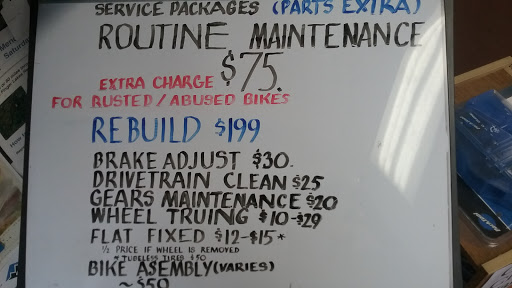 SERVICE PACKAGES (PARTS EXTRA)
ROUTINE MAINTENANCE
$75.
EXTRA CHARGE
FOR RUSTED / ABUSED BIKES
REBUILD $199
BRAKE ADJUST $30.
DRIVETRAIN CLEAN $25
GEARS MAINTENANCE $20
WHEEL TRUING $10-$29
FLAT FIXED $12-$15*
½ PRICE IF WHEEL IS REMOVED
* TUBELESS TIRES $50
BIKE ASEMBLY (VARIES)
~ $50